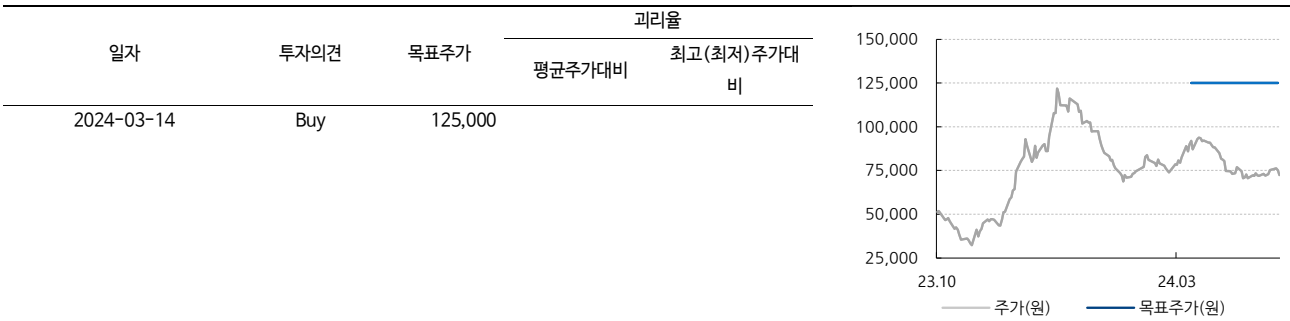 일자 투자의견 목표주가 괴리율
평균주가대비 최고(최저)주가대
비
2024-03-14 Buy 125,000
150,000
125,000
100,000
75,000
50,000
25,000
23.10 24.03
주가(원) 목표주가(원)